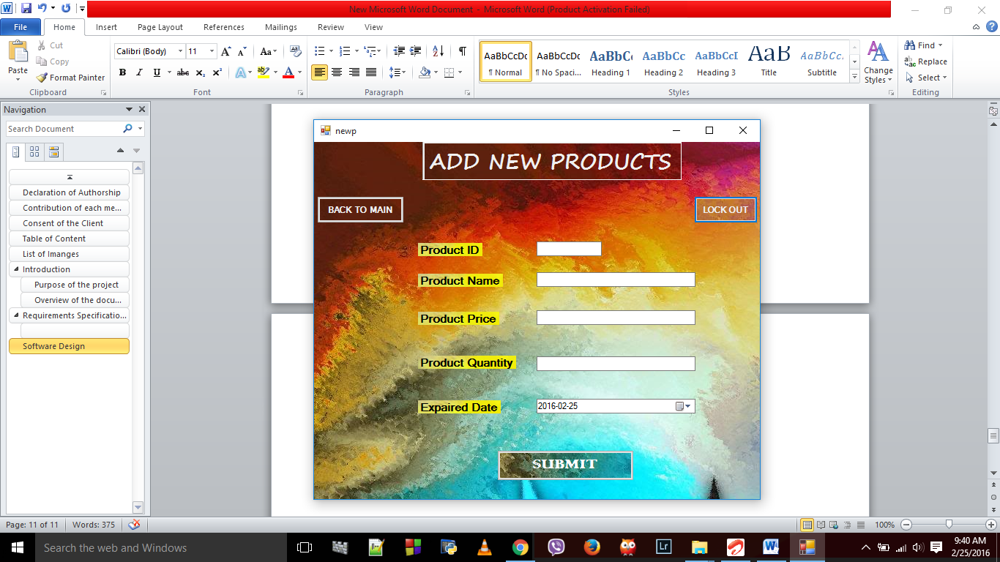 New Microsoft Word Document - Microsoft Word (Product Activation Failed)
File Home Insert Page Layout References Mailings Review View
Paste
Cut
Copy
Format Painter
Clipboard
Calibri (Body) 11
B I U abc X₂ X²
Font
Paragraph
AaBbCcDc AaBbCcDc AaBbCc AaBbCc AaBbCcI AaB AaBbCcI
¶ Normal ¶ No Spaci... Heading 1 Heading 2 Heading 3 Title Subtitle
Change Styles
Styles
Find
Replace
Select
Editing
Navigation
Search Document
Declaration of Authorship
Contribution of each me...
Consent of the Client
Table of Content
List of Imanges
Introduction
Purpose of the project
Overview of the docu...
Requirements Specificatio...
Software Design
newp
ADD NEW PRODUCTS
BACK TO MAIN
LOCK OUT
Product ID
Product Name
Product Price
Product Quantity
Expaired Date 2016-02-25
SUBMIT
Page: 11 of 11 Words: 375
100%
Search the web and Windows
9:40 AM
2/25/2016